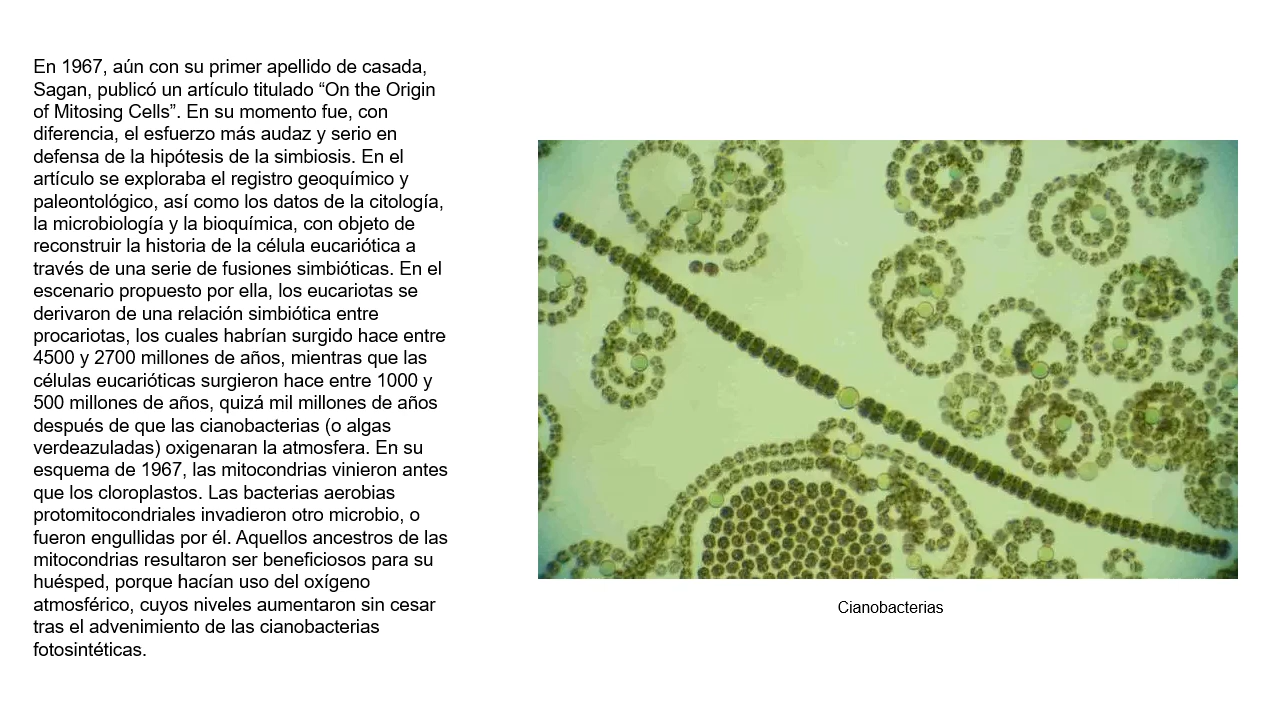 En 1967, aún con su primer apellido de casada,
Sagan, publicó un artículo titulado “On the Origin
of Mitosing Cells”. En su momento fue, con
diferencia, el esfuerzo más audaz y serio en
defensa de la hipótesis de la simbiosis. En el
artículo se exploraba el registro geoquímico y
paleontológico, así como los datos de la citología,
la microbiología y la bioquímica, con objeto de
reconstruir la historia de la célula eucariótica a
través de una serie de fusiones simbióticas. En el
escenario propuesto por ella, los eucariotas se
derivaron de una relación simbiótica entre
procariotas, los cuales habrían surgido hace entre
4500 y 2700 millones de años, mientras que las
células eucarióticas surgieron hace entre 1000 y
500 millones de años, quizá mil millones de años
después de que las cianobacterias (o algas
verdeazuladas) oxigenaran la atmosfera. En su
esquema de 1967, las mitocondrias vinieron antes
que los cloroplastos. Las bacterias aerobias
protomitocondriales invadieron otro microbio, o
fueron engullidas por él. Aquellos ancestros de las
mitocondrias resultaron ser beneficiosos para su
huésped, porque hacían uso del oxígeno
atmosférico, cuyos niveles aumentaron sin cesar
tras el advenimiento de las cianobacterias
fotosintéticas.
Cianobacterias